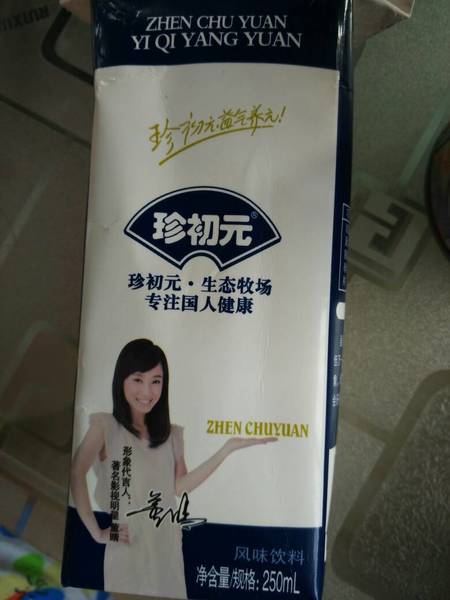 ZHEN CHU YUAN
YI QI YANG YUAN
珍初元益气养元!
珍初元®
珍初元·生态牧场
专注国人健康
ZHEN CHUYUAN
形象代言人:
著名影视明星董晴
风味饮料
净含量/规格: 250mL